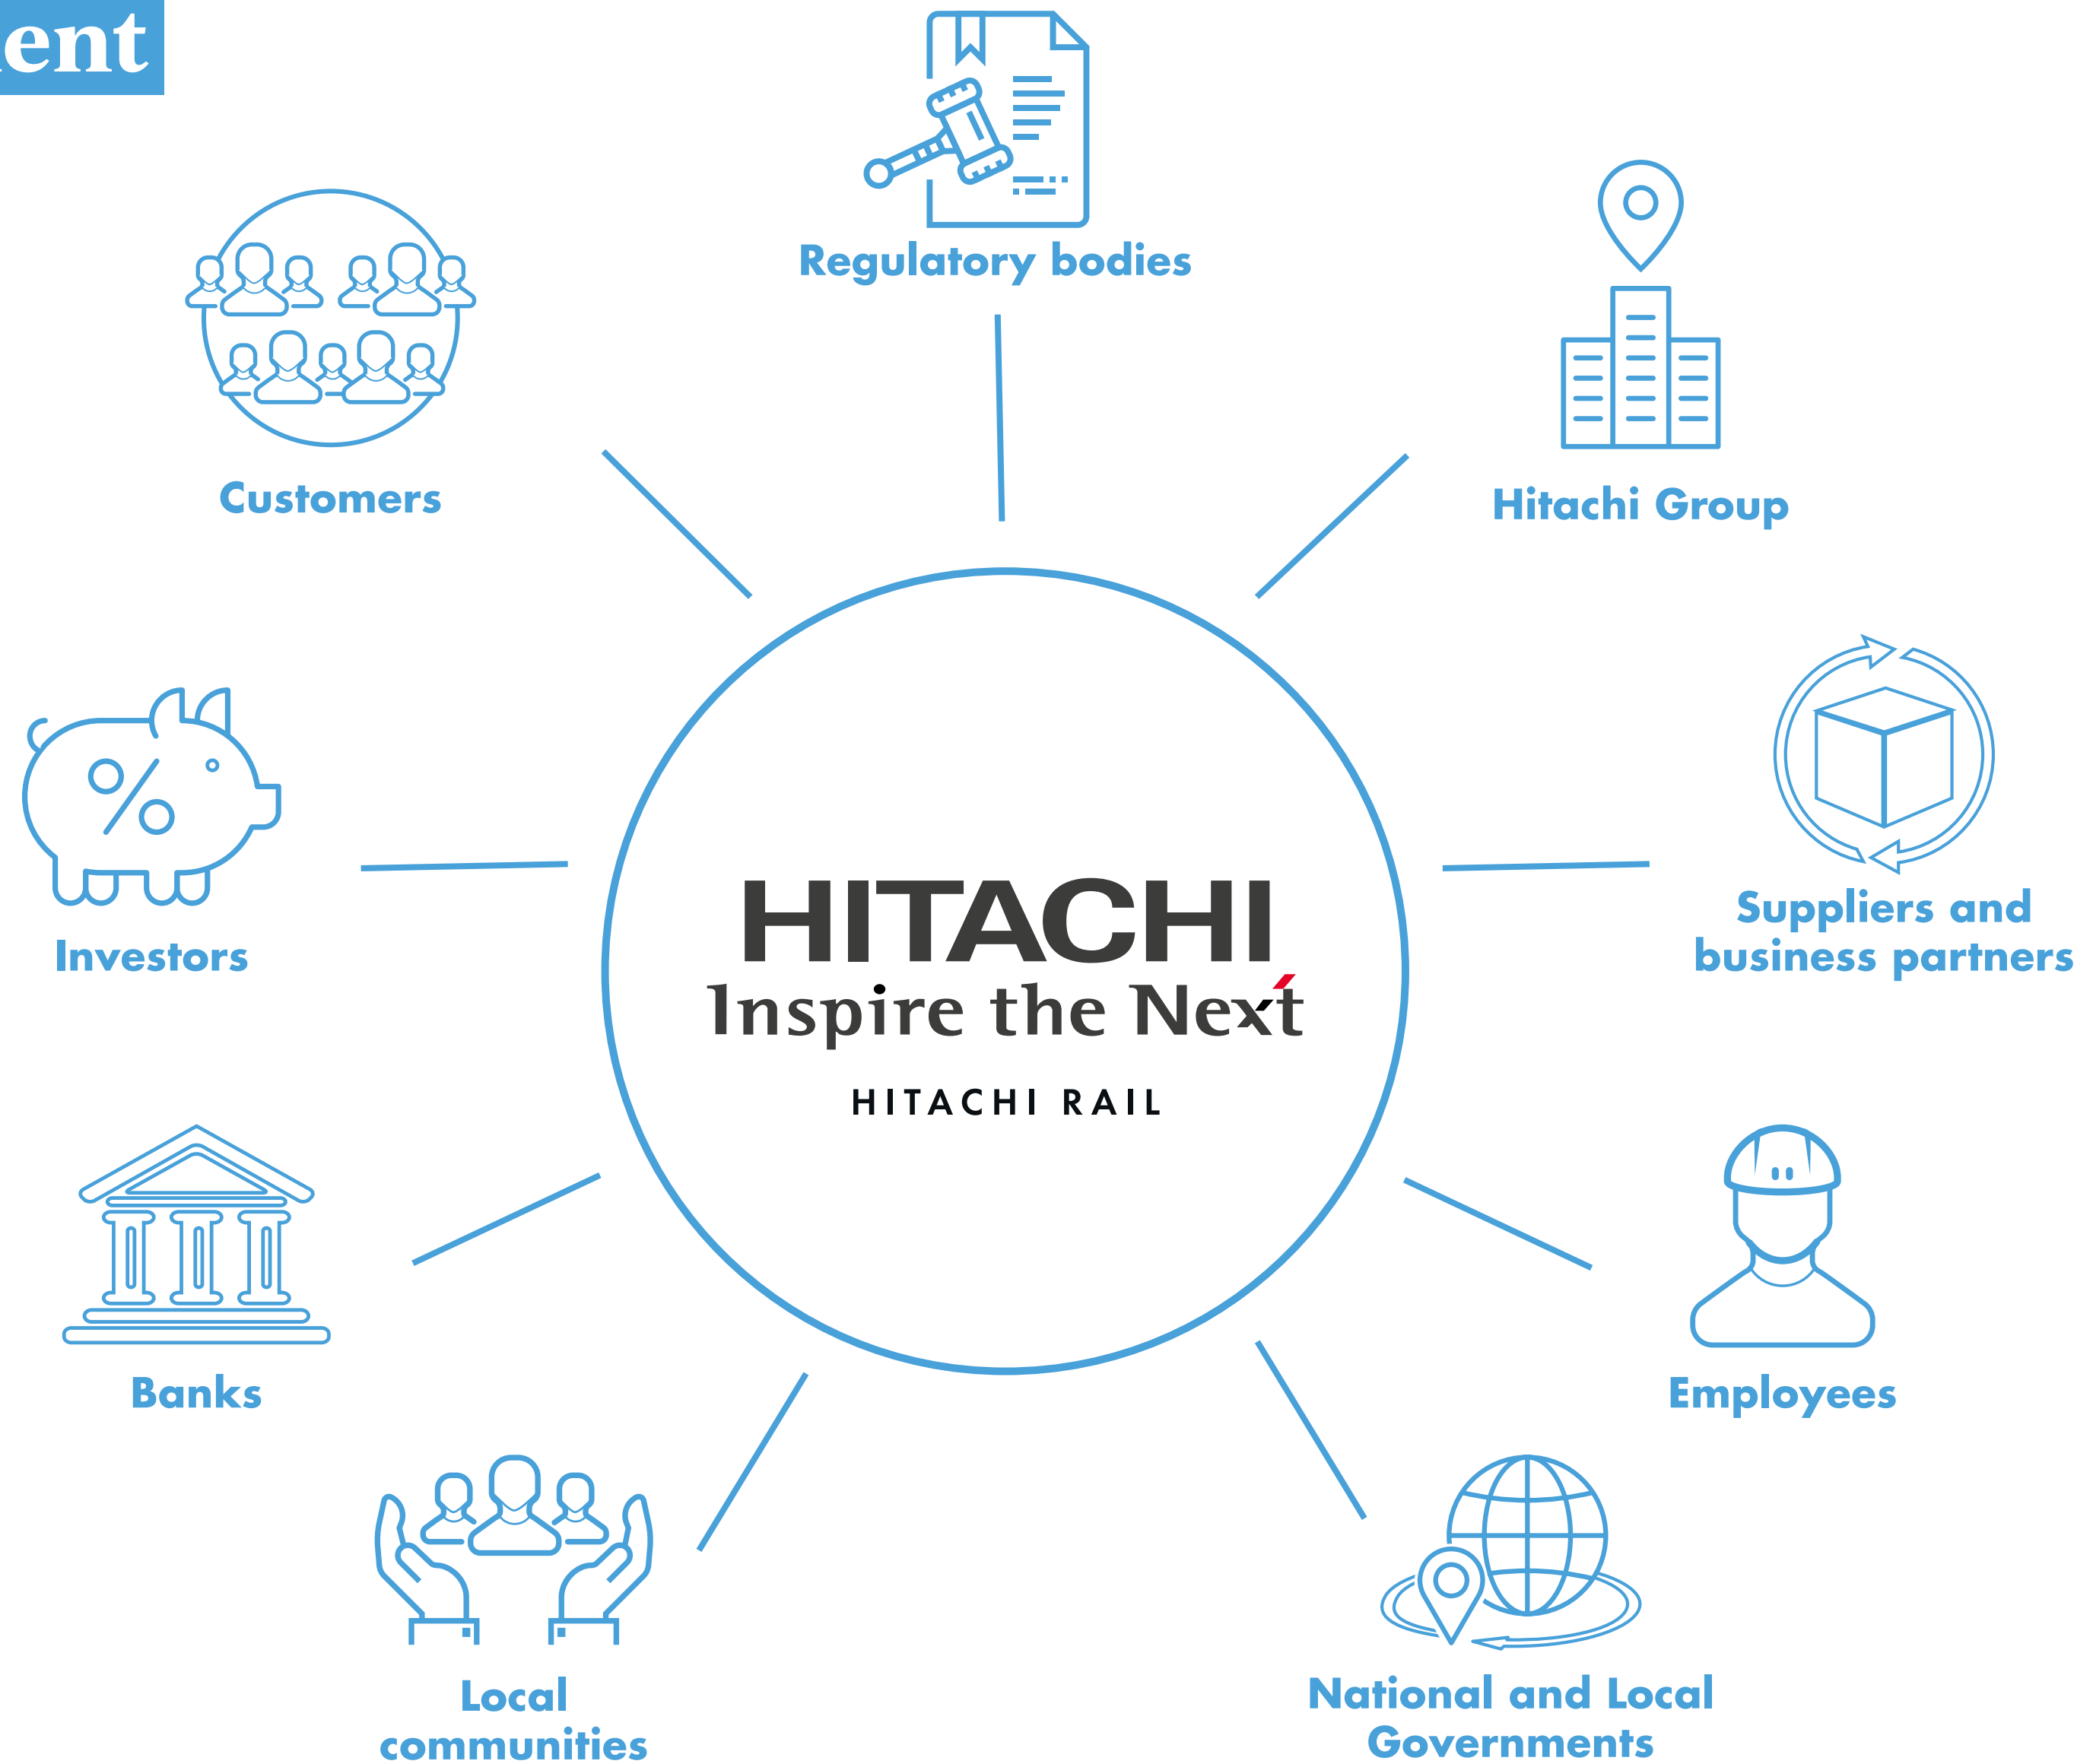 ent
Regulatory bodies
Customers
Hitachi Group
Investors
Suppliers and
business partners
HITACHI
Inspire the Next
HITACHI RAIL
Banks
Employees
Local
communities
National and Local
Governments